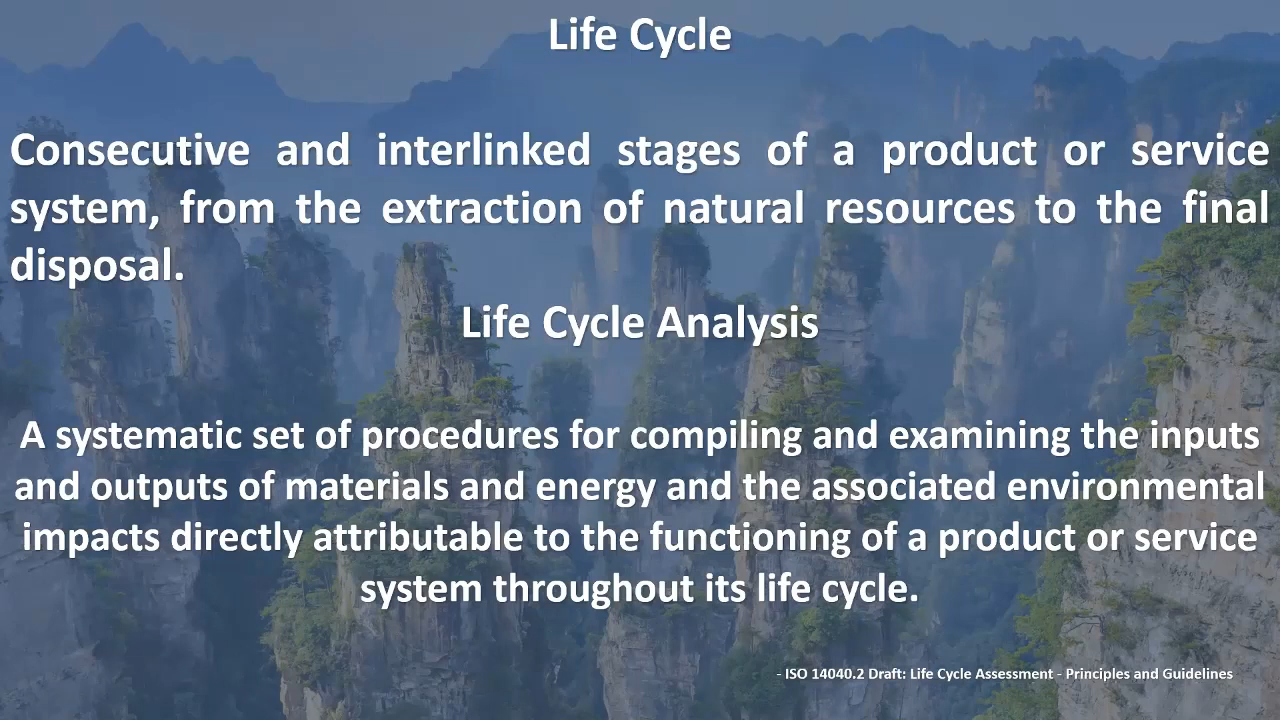 Life Cycle
Consecutive and interlinked stages of a product or service
system, from the extraction of natural resources to the final
disposal.
Life Cycle Analysis
A systematic set of procedures for compiling and examining the inputs
and outputs of materials and energy and the associated environmental
impacts directly attributable to the functioning of a product or service
system throughout its life cycle.
- ISO 14040.2 Draft: Life Cycle Assessment - Principles and Guidelines